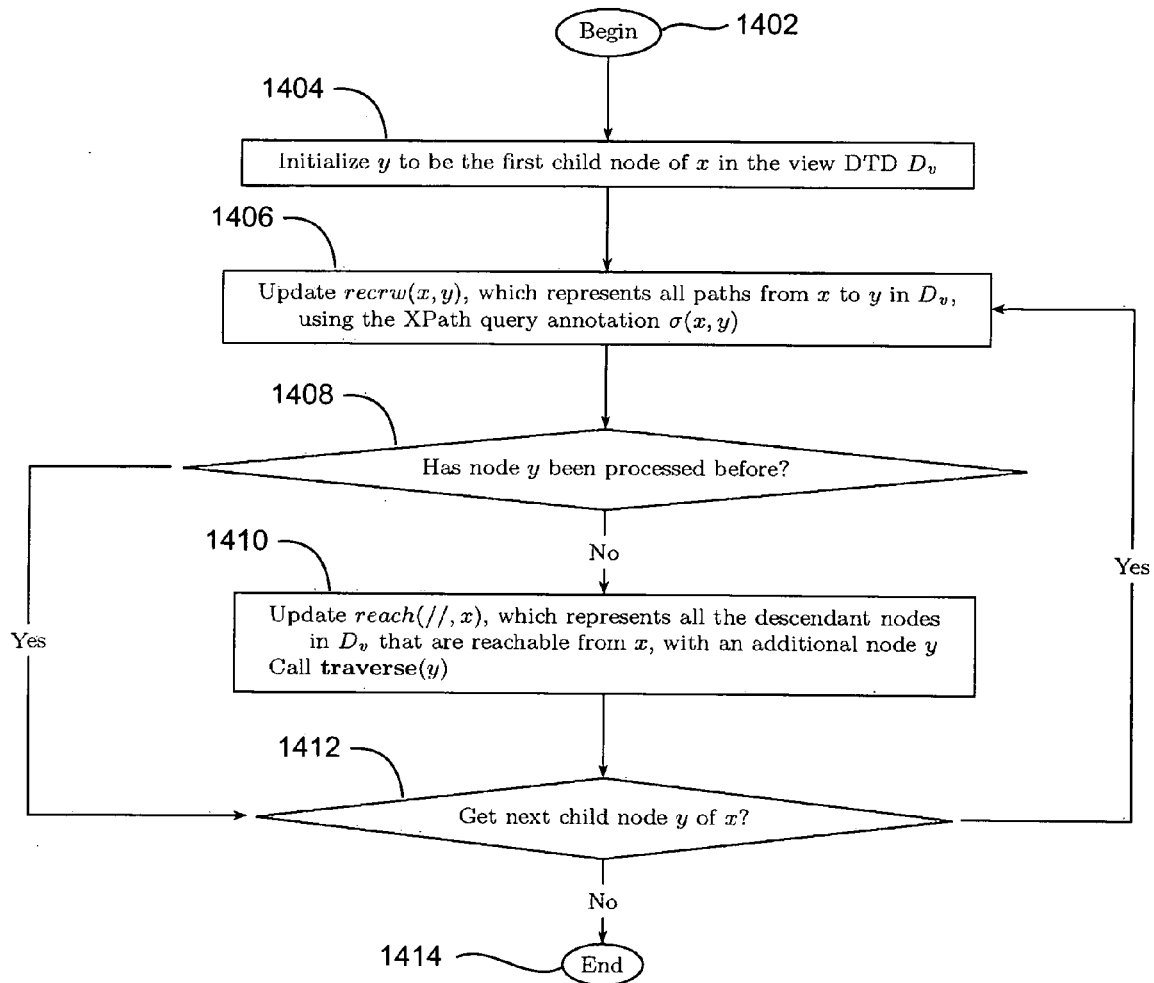 Begin
1402
1404
Initialize y to be the first child node of x in the view DTD Dv
1406
Update recrw(x, y), which represents all paths from x to y in Dv,
using the XPath query annotation σ(x, y)
1408
Has node y been processed before?
No
1410
Yes
Update reach(//, x), which represents all the descendant nodes
in Dv that are reachable from x, with an additional node y
Call traverse(y)
Yes
1412
Get next child node y of x?
No
1414
End